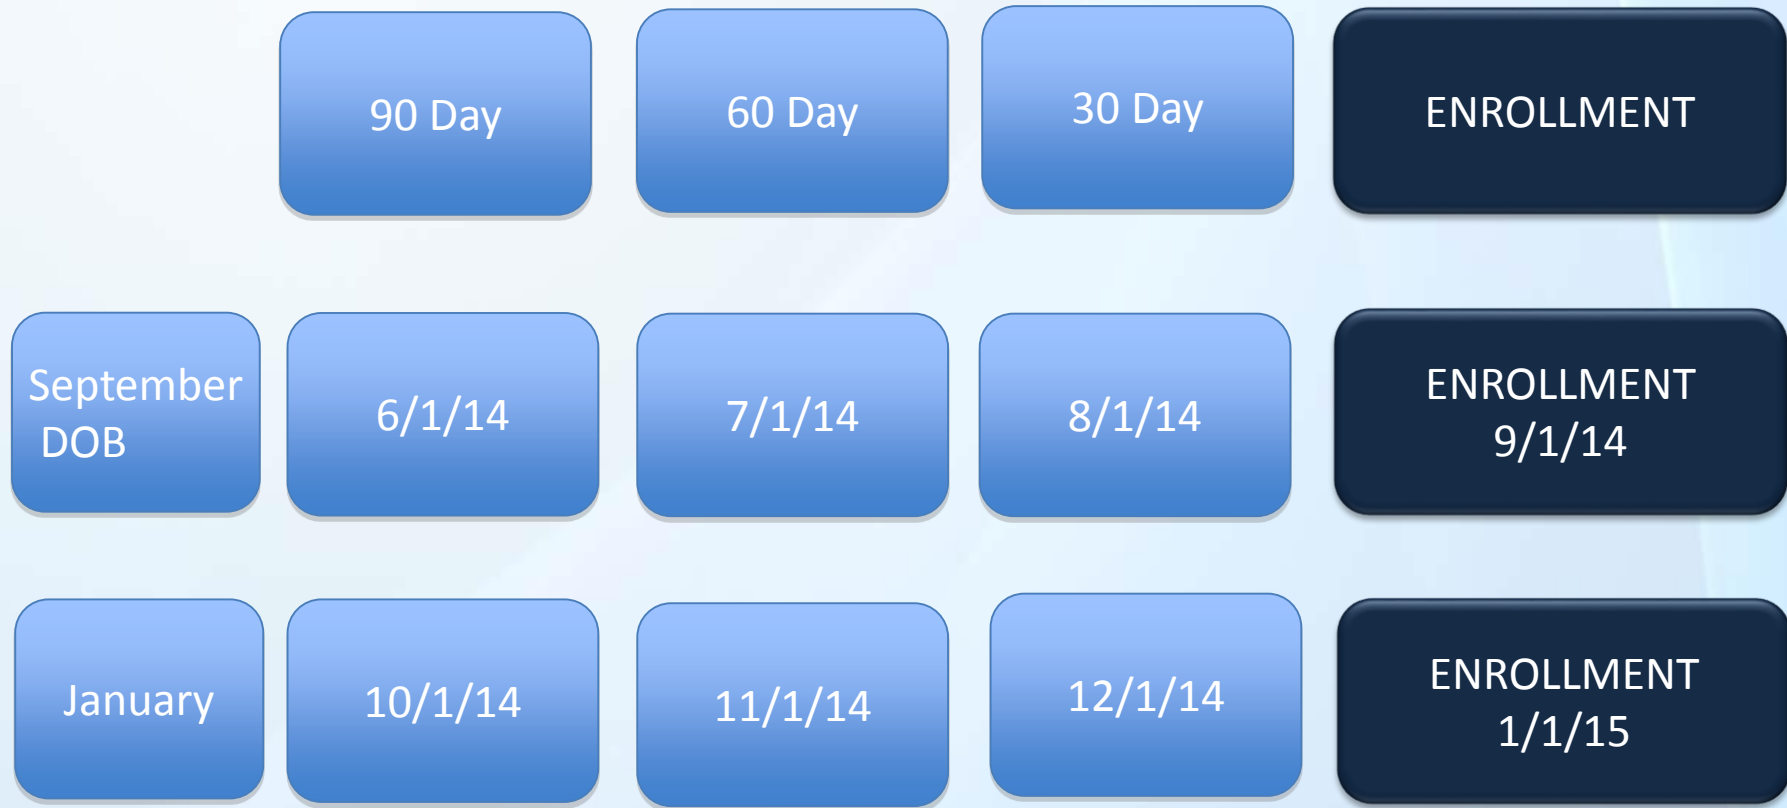 90 Day
60 Day
30 Day
ENROLLMENT
September
DOB
6/1/14
7/1/14
8/1/14
ENROLLMENT
9/1/14
January
10/1/14
11/1/14
12/1/14
ENROLLMENT
1/1/15